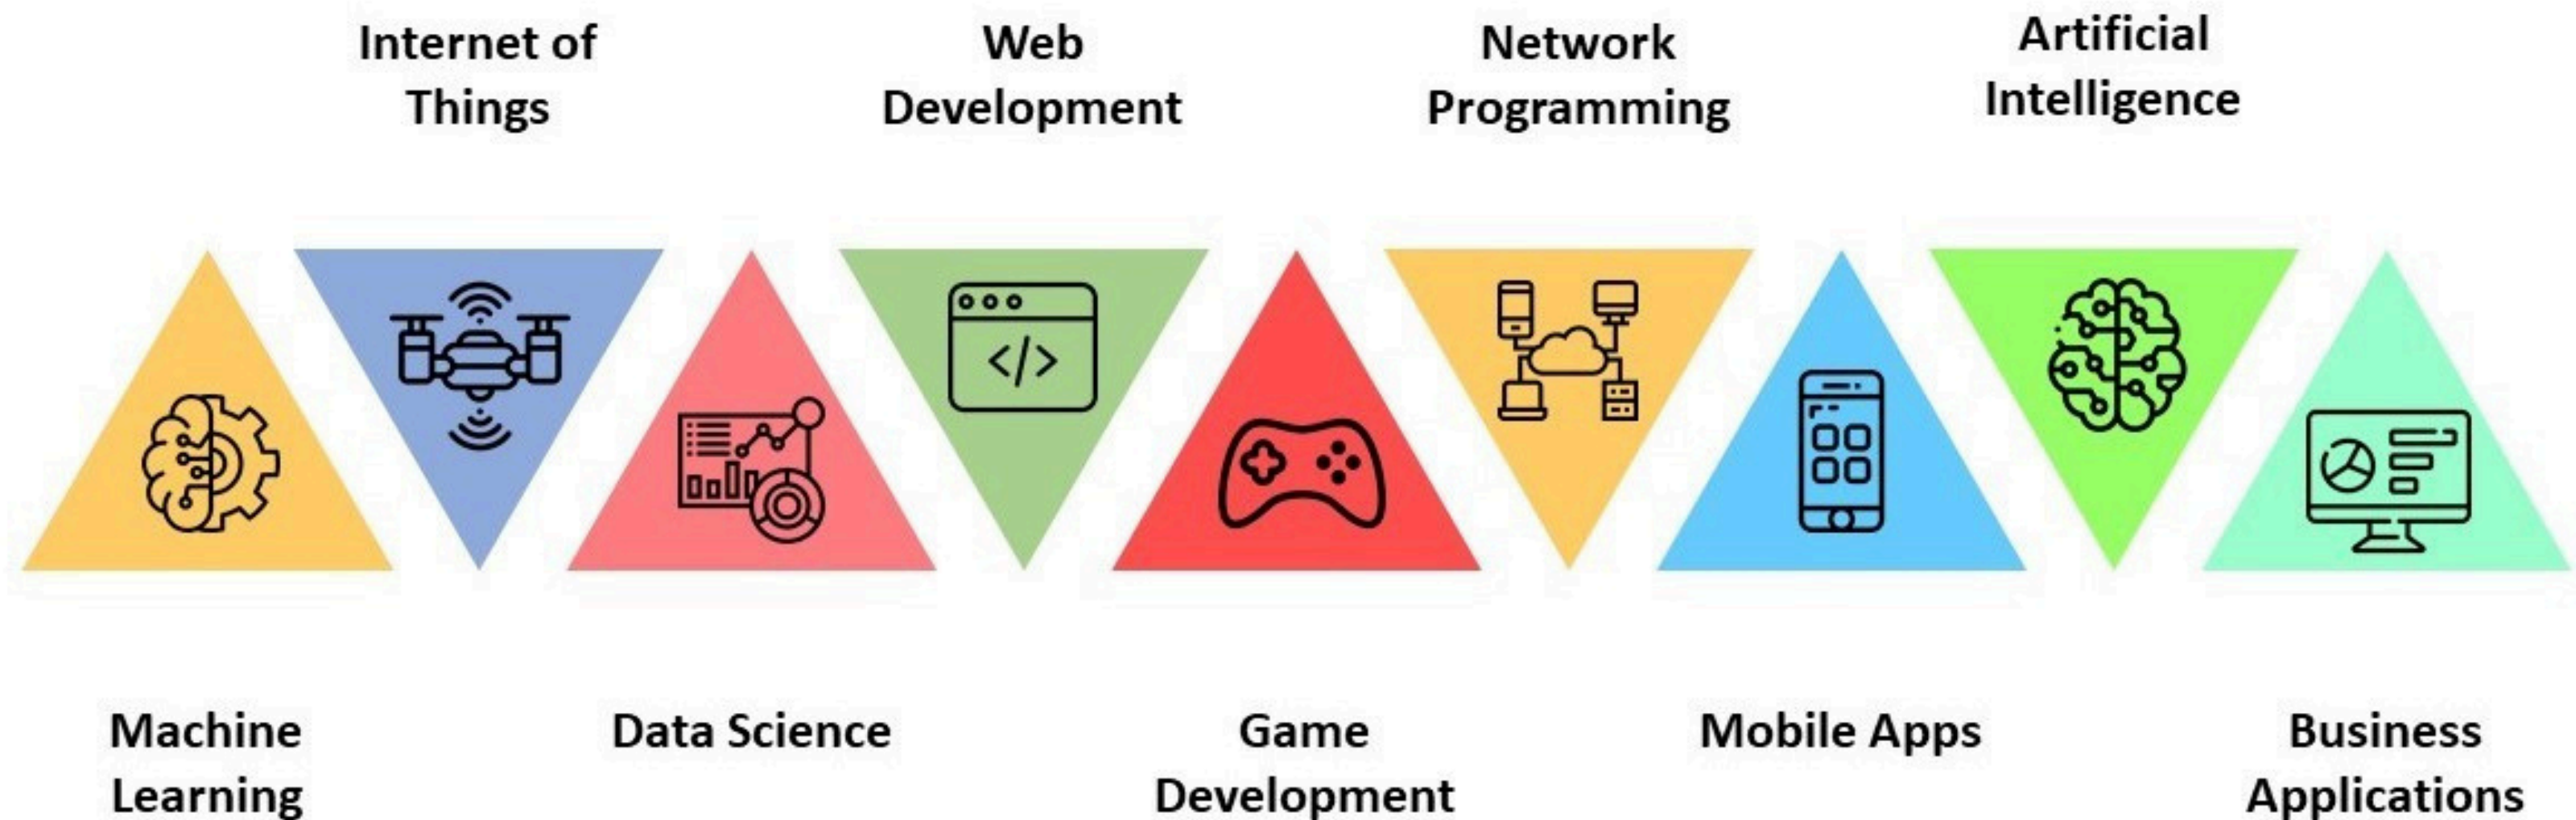 Internet of
Things
Web
Development
Network
Programming
Artificial
Intelligence
</>
Machine
Learning
Data Science
Game
Development
Mobile Apps
Business
Applications